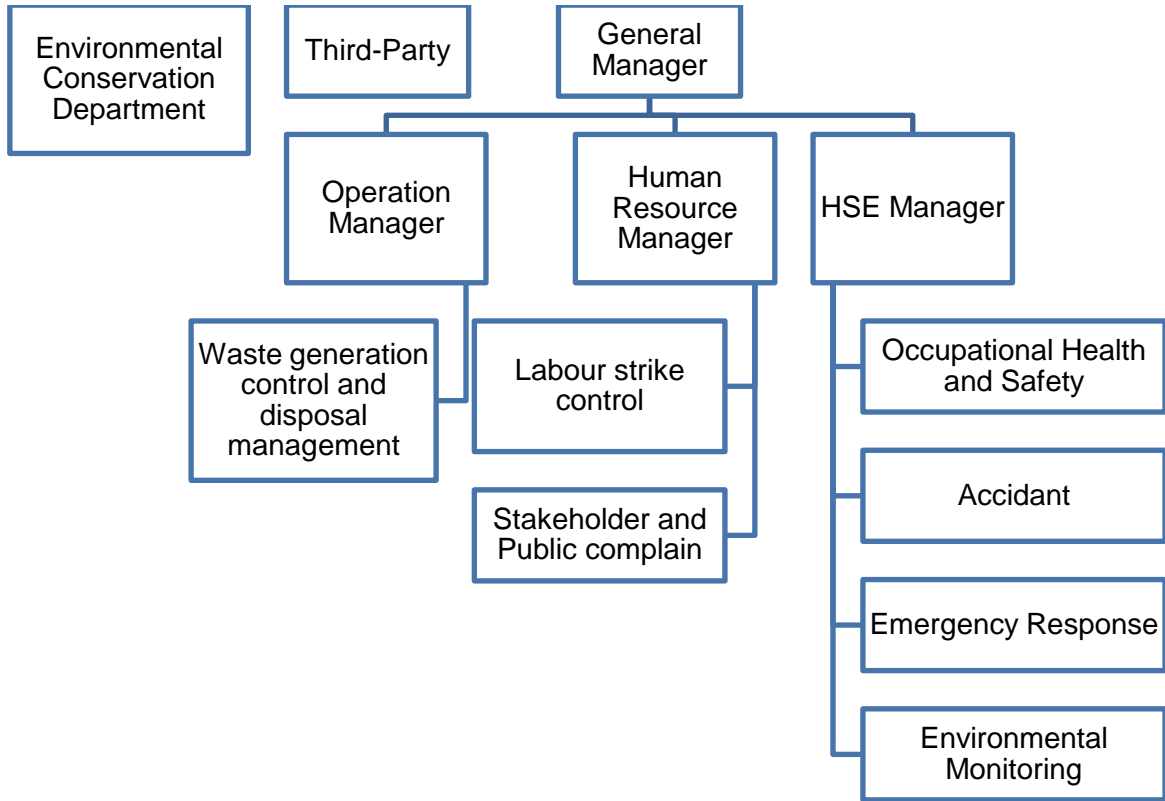 Environmental
Conservation
Department
Third-Party
General
Manager
Operation
Manager
Human
Resource
Manager
HSE Manager
Waste generation
control and
disposal
management
Labour strike
control
Stakeholder and
Public complain
Occupational Health
and Safety
Accidant
Emergency Response
Environmental
Monitoring